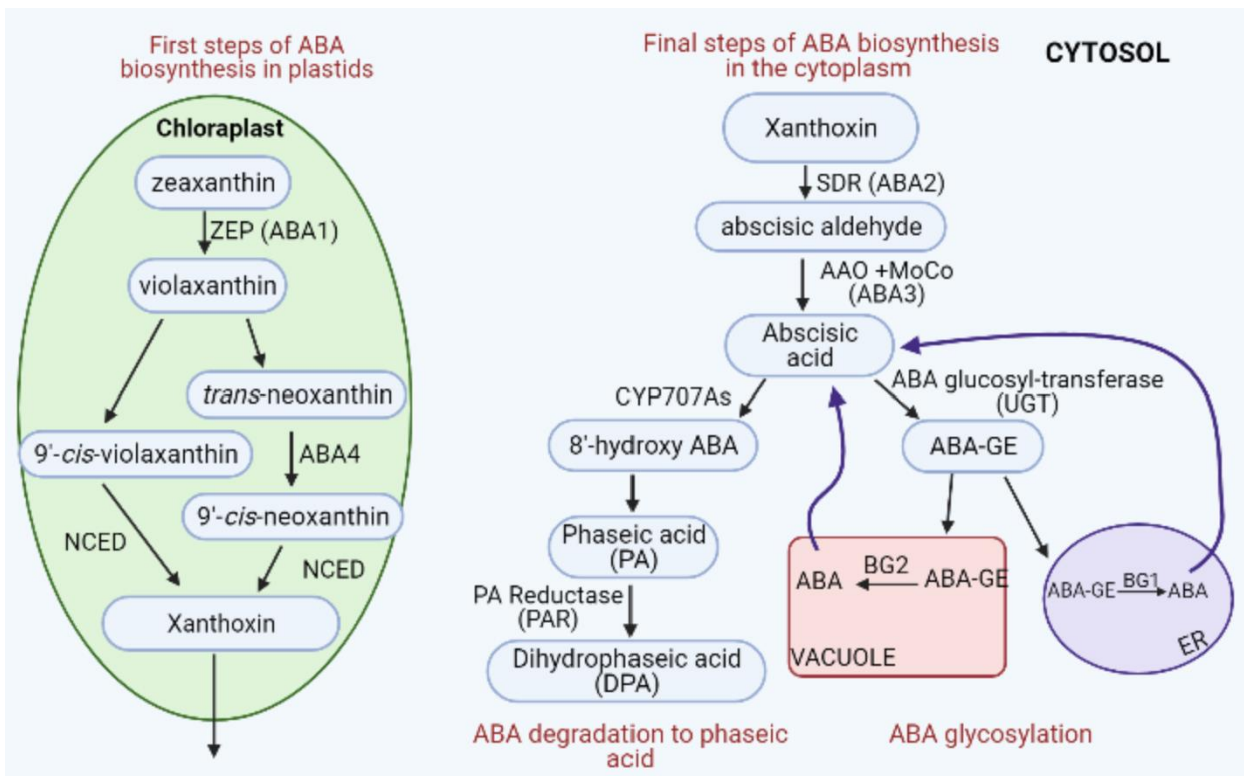 First steps of ABA
biosynthesis in plastids
Chloraplast
zeaxanthin
ZEP (ABA1)
violaxanthin
trans-neoxanthin
9'-cis-violaxanthin
ABA4
9'-cis-neoxanthin
NCED
NCED
Xanthoxin
Final steps of ABA biosynthesis
in the cytoplasm
CYTOSOL
Xanthoxin
SDR (ABA2)
abscisic aldehyde
AAO +MoCo
(ABA3)
Abscisic
acid
CYP707As
ABA glucosyl-transferase
(UGT)
8'-hydroxy ABA
ABA-GE
Phaseic acid
(PA)
PA Reductase
(PAR)
Dihydrophaseic acid
(DPA)
ABA BG2 ABA-GE
VACUOLE
ABA-GE BG1 ABA
ER
ABA degradation to phaseic
acid
ABA glycosylation